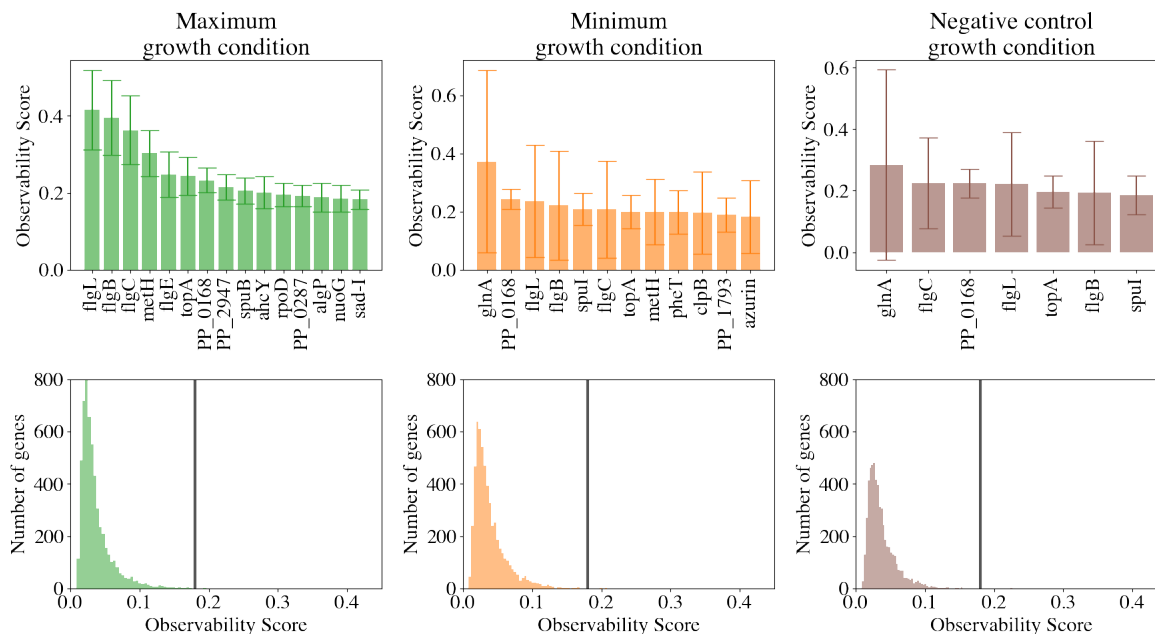 Maximum
growth condition
Minimum
growth condition
Negative control
growth condition
Observability Score
0.4
0.2
0.0
flgL
flgB
flgC
metH
flgE
topA
PP_0168
PP_2947
spuB
ahcY
rpoD
PP_0287
algP
nuoG
sad-I
Observability Score
0.6
0.4
0.2
0.0
glnA
PP_0168
flgL
flgB
spuI
flgC
topA
metH
phcT
clpB
PP_1793
azurin
Observability Score
0.6
0.4
0.2
0.0
glnA
flgC
PP_0168
flgL
topA
flgB
spuI
Number of genes
800
600
400
200
0
0.0 0.1 0.2 0.3 0.4
Observability Score
Number of genes
800
600
400
200
0
0.0 0.1 0.2 0.3 0.4
Observability Score
Number of genes
800
600
400
200
0
0.0 0.1 0.2 0.3 0.4
Observability Score